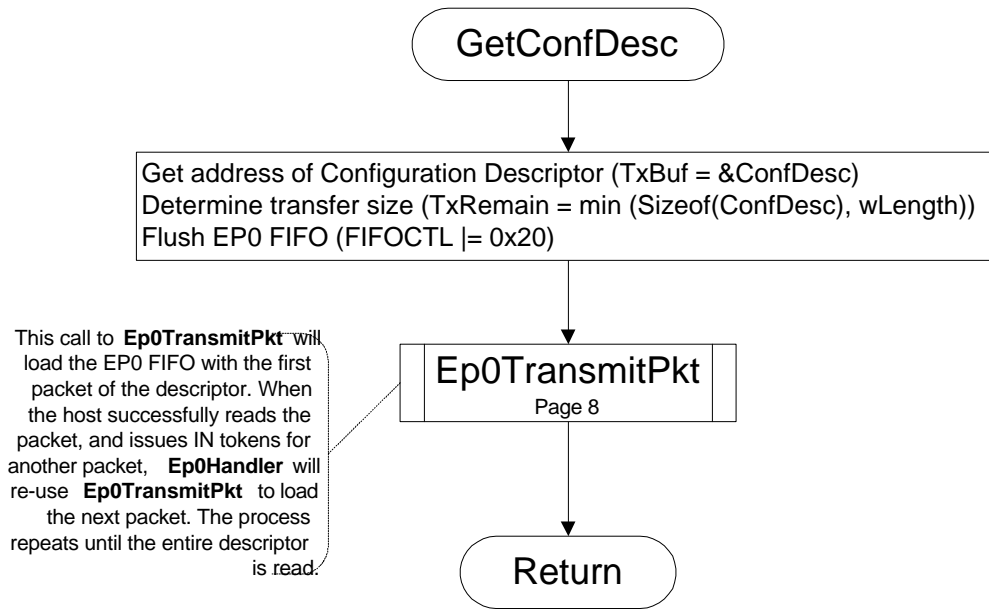 GetConfDesc
Get address of Configuration Descriptor (TxBuf = &ConfDesc)
Determine transfer size (TxRemain = min (Sizeof(ConfDesc), wLength))
Flush EP0 FIFO (FIFOCTL |= 0x20)
This call to Ep0TransmitPkt will
load the EP0 FIFO with the first
packet of the descriptor. When
the host successfully reads the
packet, and issues IN tokens for
another packet, Ep0Handler will
re-use Ep0TransmitPkt to load
the next packet. The process
repeats until the entire descriptor
is read.
Ep0TransmitPkt
Page 8
Return